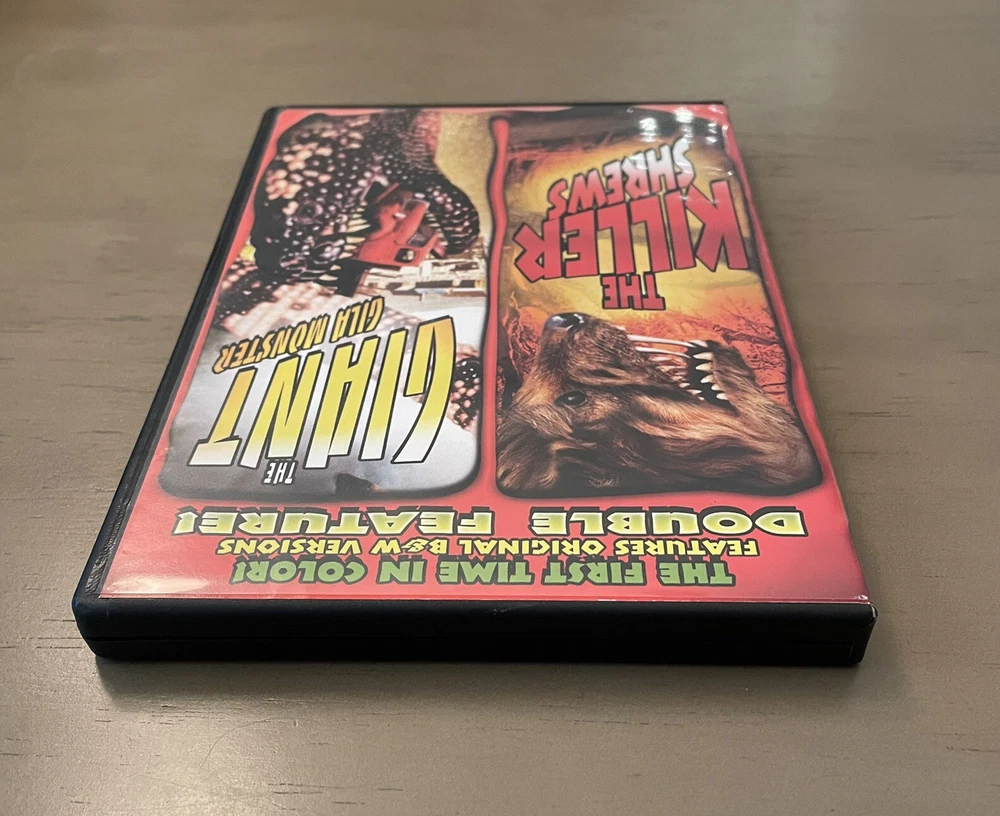 THE FIRST TIME IN COLOR!
FEATURES ORIGINAL B&W VERSIONS
DOUBLE FEATURE!
THE
KILLER
SHREWS
THE
GIANT
GILA MONSTER